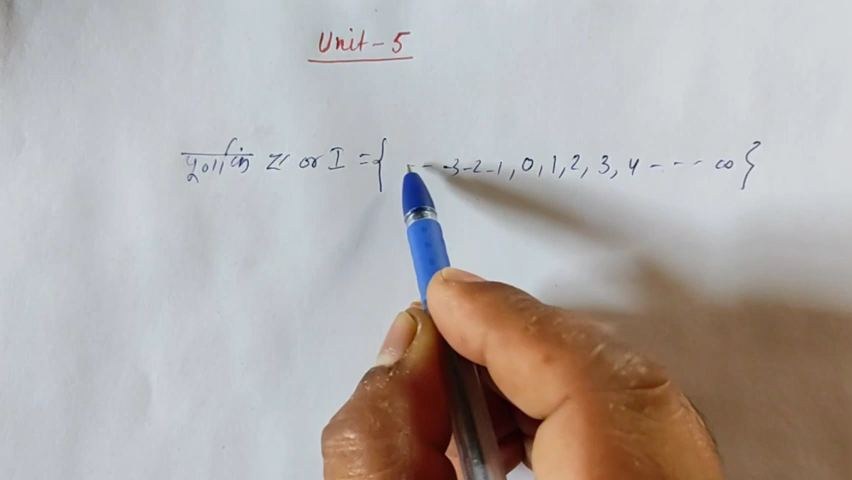 Unit - 5
पूर्णांक Z or I = { - - -3 -2 -1, 0, 1, 2, 3, 4 - - - - ∞ }